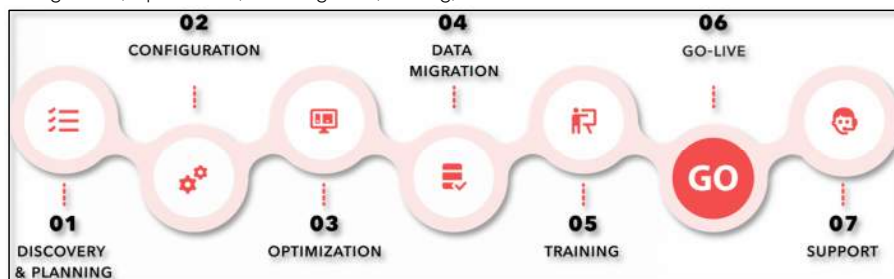 02
CONFIGURATION
04
DATA
MIGRATION
06
GO-LIVE
GO
01
DISCOVERY
& PLANNING
03
OPTIMIZATION
05
TRAINING
07
SUPPORT